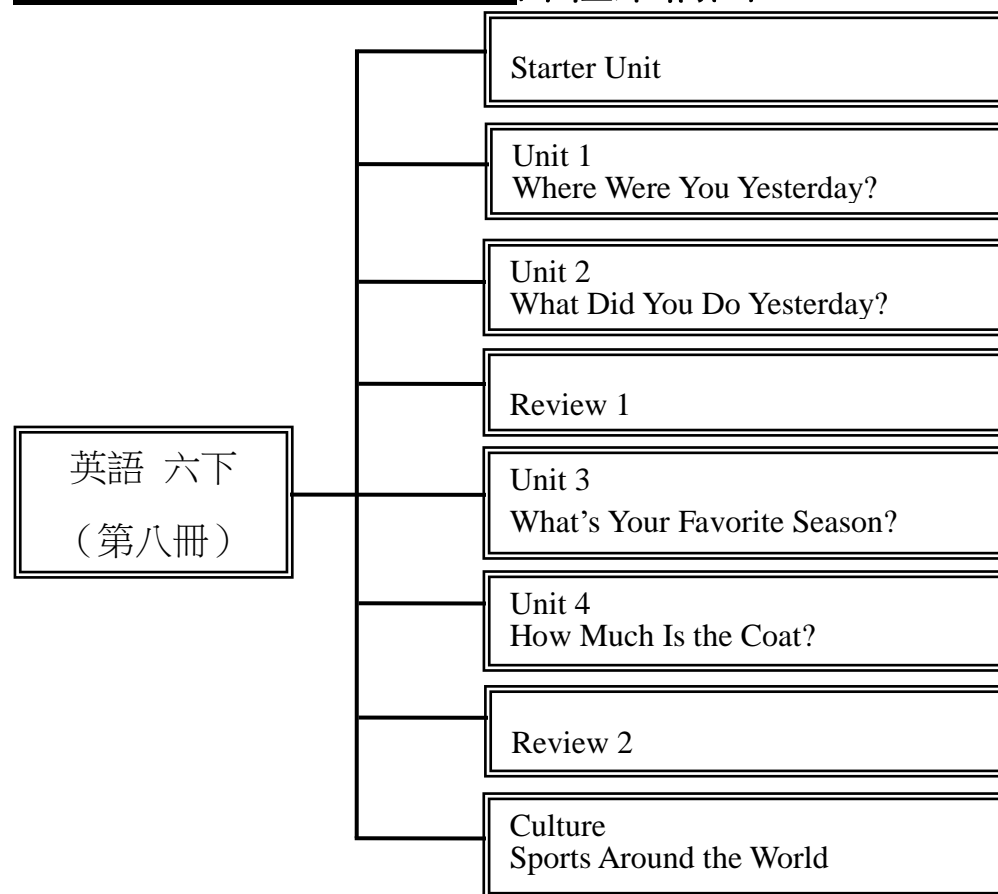 Starter Unit
Unit 1
Where Were You Yesterday?
Unit 2
What Did You Do Yesterday?
Review 1
英語 六下
（第八冊）
Unit 3
What’s Your Favorite Season?
Unit 4
How Much Is the Coat?
Review 2
Culture
Sports Around the World